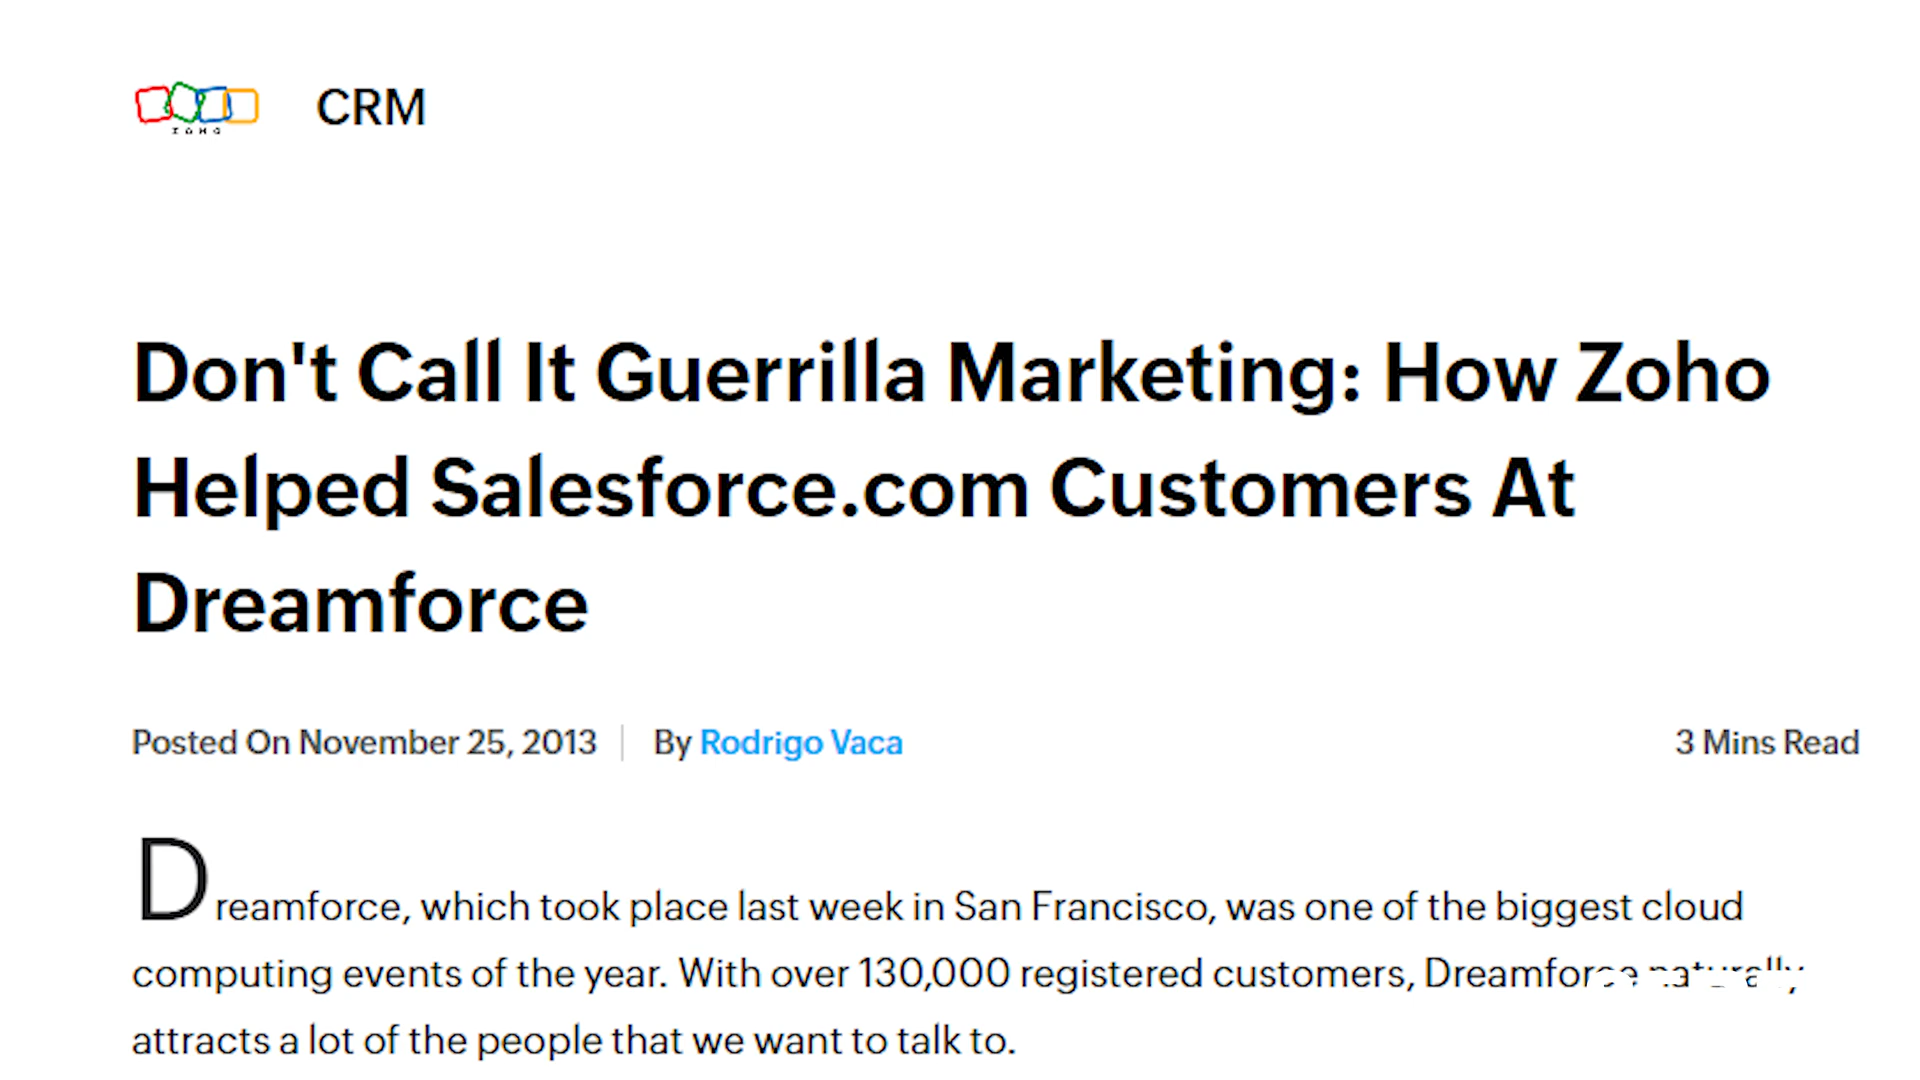 ZOHO CRM
Don't Call It Guerrilla Marketing: How Zoho
Helped Salesforce.com Customers At
Dreamforce
Posted On November 25, 2013 | By Rodrigo Vaca 3 Mins Read
Dreamforce, which took place last week in San Francisco, was one of the biggest cloud
computing events of the year. With over 130,000 registered customers, Dreamforce naturally
attracts a lot of the people that we want to talk to.